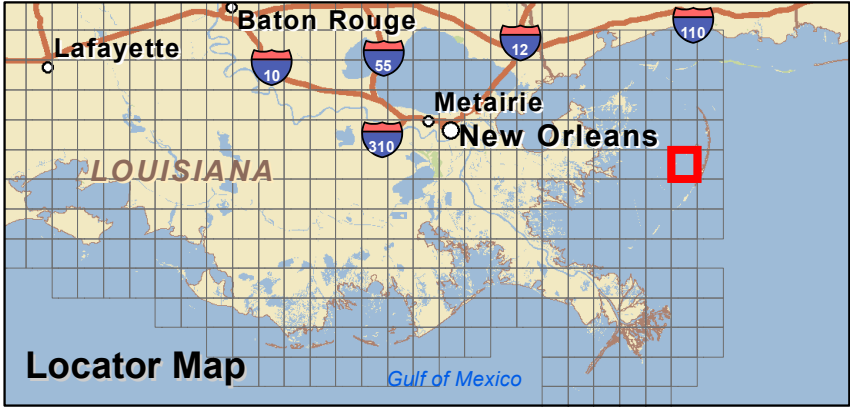 Baton Rouge
110
Lafayette
12
55
10
Metairie
New Orleans
310
LOUISIANA
Locator Map
Gulf of Mexico